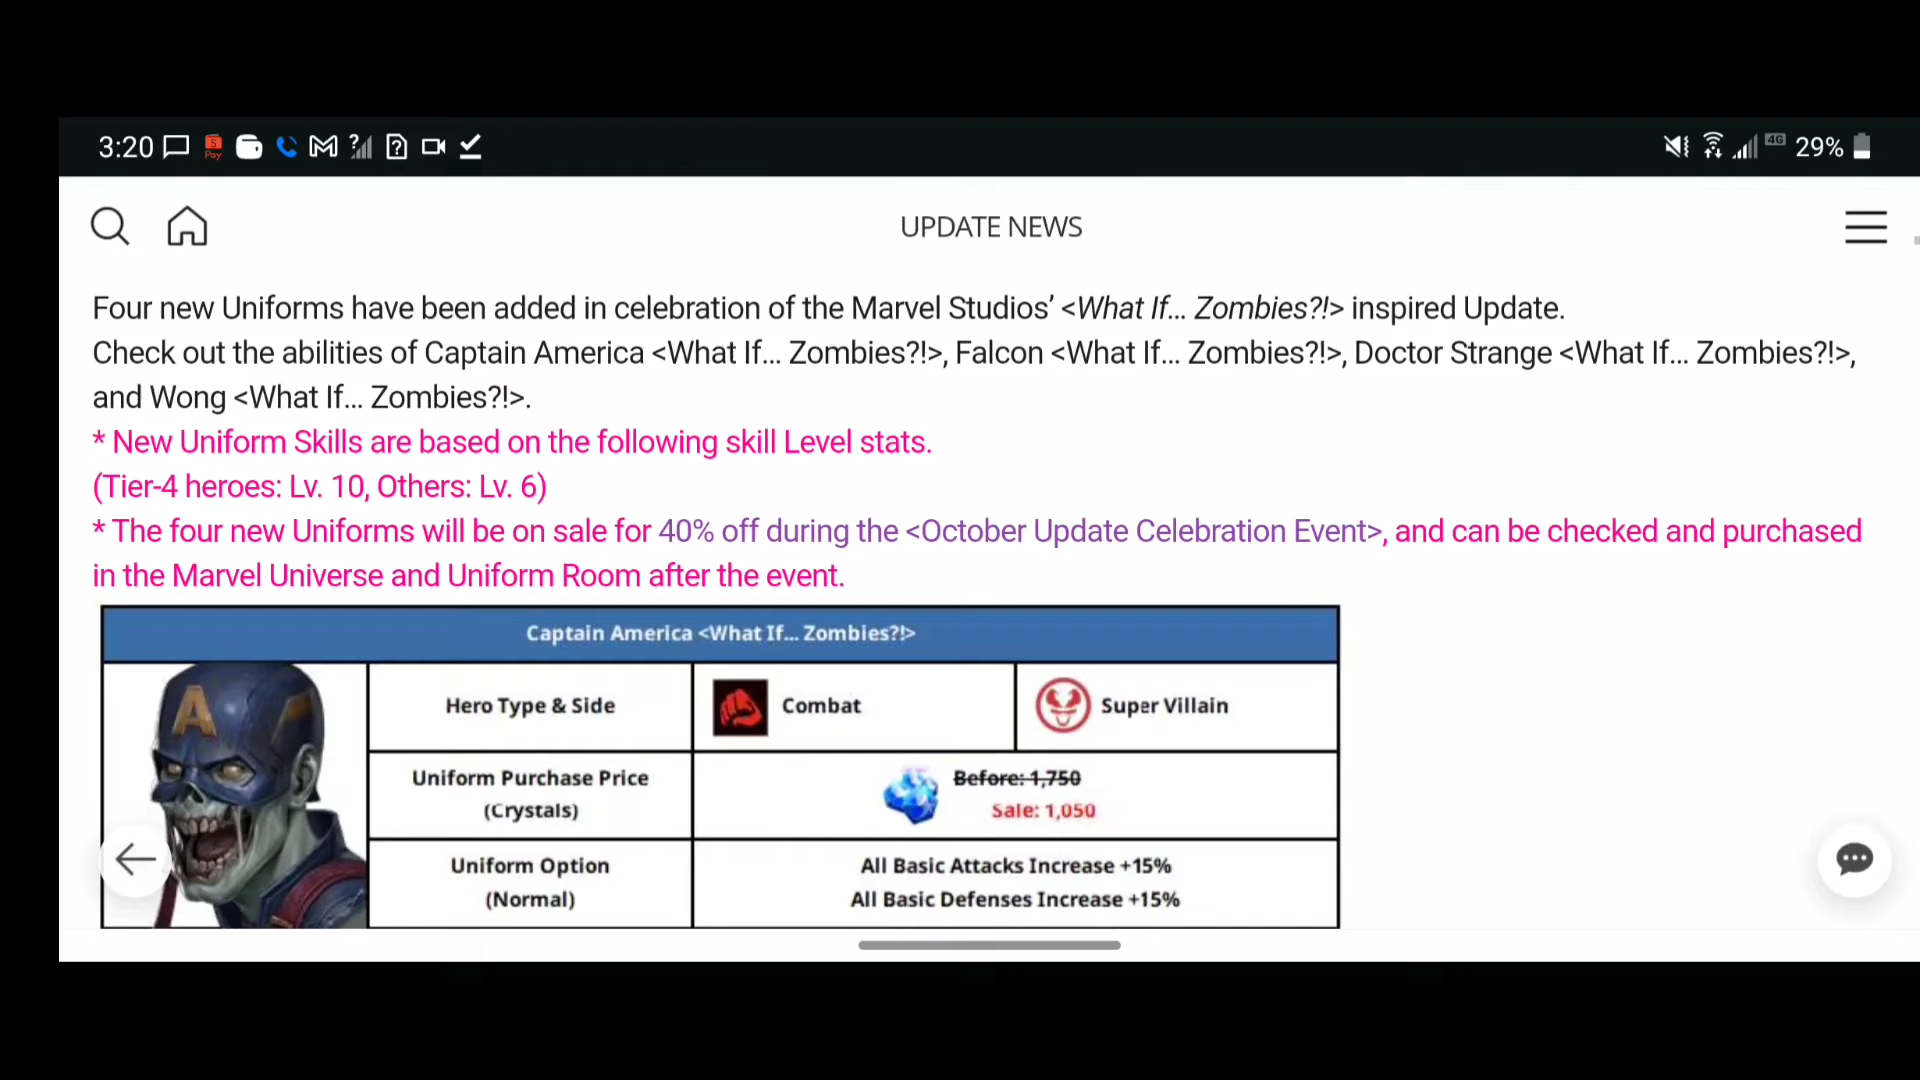 3:20
Pay
4G 29%
UPDATE NEWS
Four new Uniforms have been added in celebration of the Marvel Studios’ <What If... Zombies?!> inspired Update.
Check out the abilities of Captain America <What If... Zombies?!>, Falcon <What If... Zombies?!>, Doctor Strange <What If... Zombies?!>,
and Wong <What If... Zombies?!>.
* New Uniform Skills are based on the following skill Level stats.
(Tier-4 heroes: Lv. 10, Others: Lv. 6)
* The four new Uniforms will be on sale for 40% off during the <October Update Celebration Event>, and can be checked and purchased
in the Marvel Universe and Uniform Room after the event.
Captain America <What If... Zombies?!>
Hero Type & Side
Combat
Super Villain
Uniform Purchase Price
(Crystals)
Before: 1,750
Sale: 1,050
Uniform Option
(Normal)
All Basic Attacks Increase +15%
All Basic Defenses Increase +15%
A